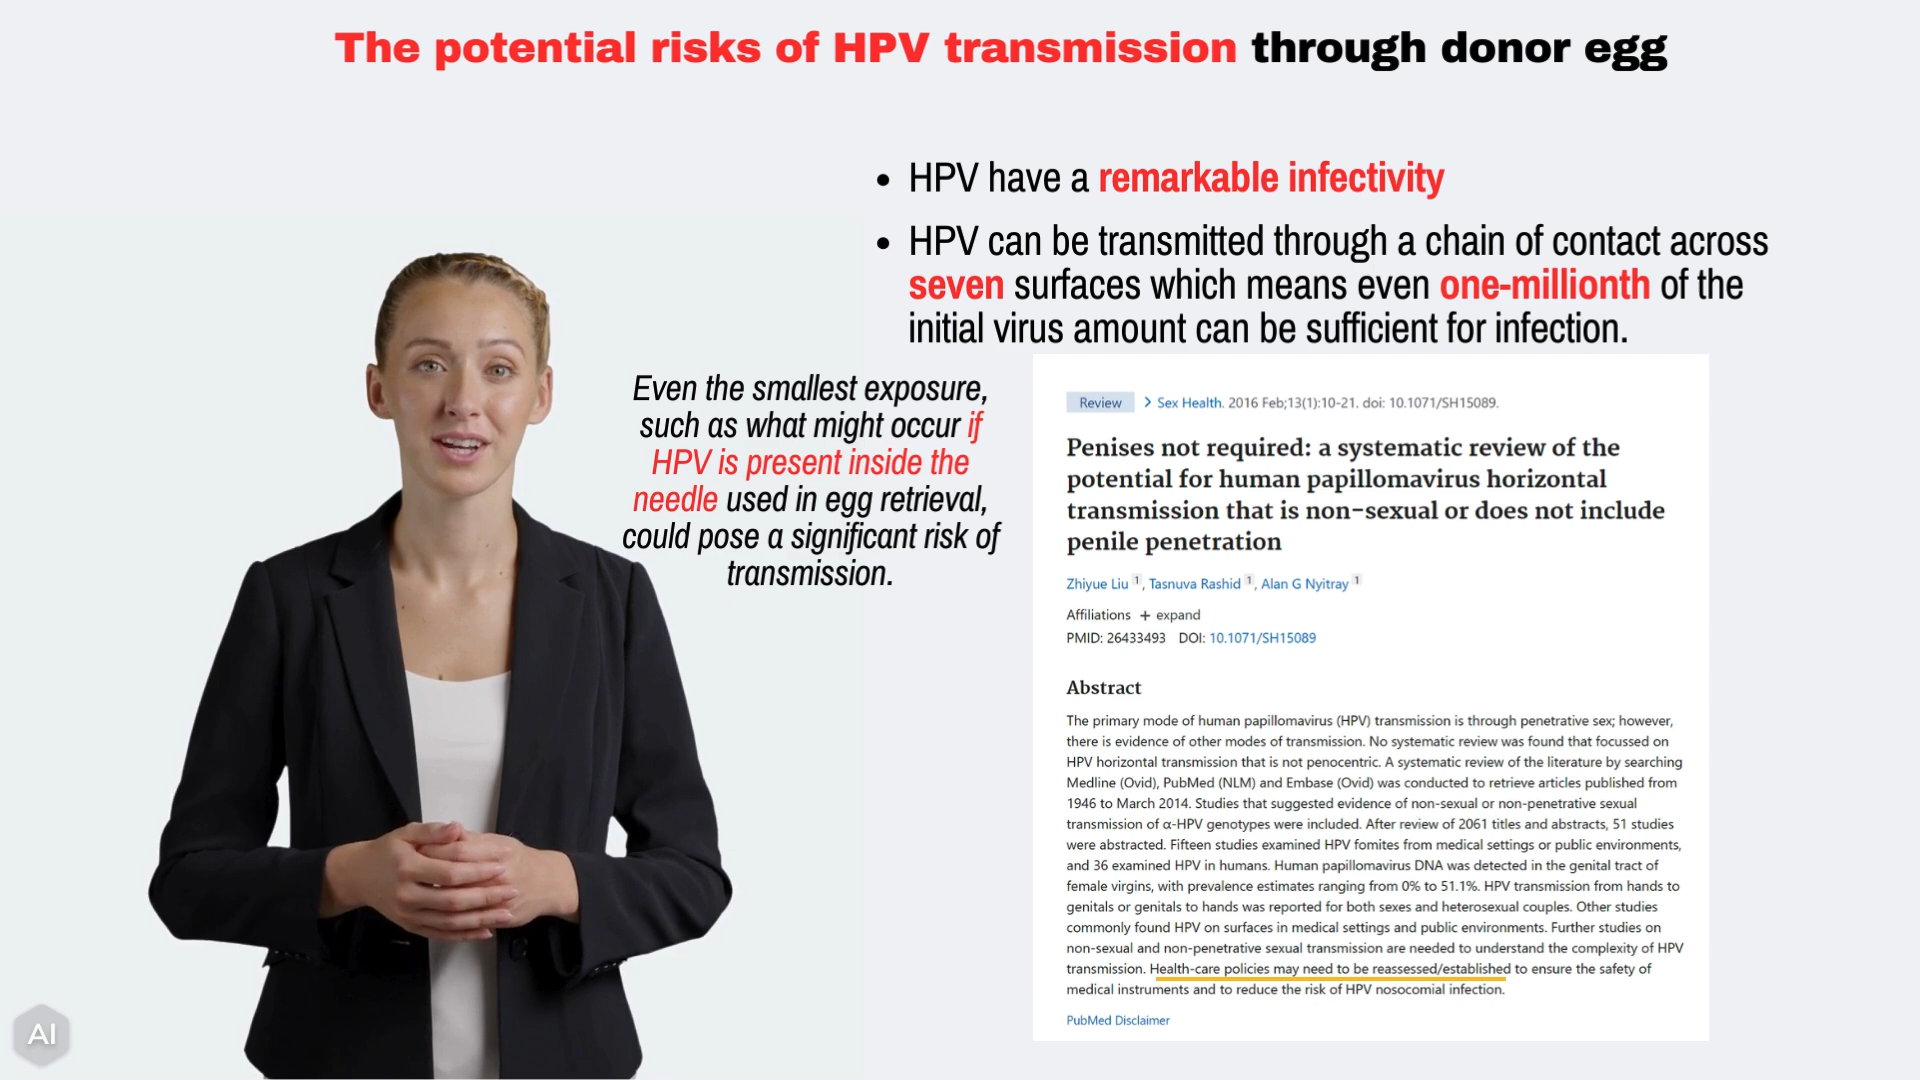 The potential risks of HPV transmission through donor egg
• HPV have a remarkable infectivity
• HPV can be transmitted through a chain of contact across
seven surfaces which means even one-millionth of the
initial virus amount can be sufficient for infection.
Even the smallest exposure,
such as what might occur if
HPV is present inside the
needle used in egg retrieval,
could pose a significant risk of
transmission.
Review > Sex Health. 2016 Feb;13(1):10-21. doi: 10.1071/SH15089.
Penises not required: a systematic review of the
potential for human papillomavirus horizontal
transmission that is non-sexual or does not include
penile penetration
Zhiyue Liu 1, Tasnuva Rashid 1, Alan G Nyitray 1
Affiliations + expand
PMID: 26433493 DOI: 10.1071/SH15089
Abstract
The primary mode of human papillomavirus (HPV) transmission is through penetrative sex; however,
there is evidence of other modes of transmission. No systematic review was found that focussed on
HPV horizontal transmission that is not penocentric. A systematic review of the literature by searching
Medline (Ovid), PubMed (NLM) and Embase (Ovid) was conducted to retrieve articles published from
1946 to March 2014. Studies that suggested evidence of non-sexual or non-penetrative sexual
transmission of α-HPV genotypes were included. After review of 2061 titles and abstracts, 51 studies
were abstracted. Fifteen studies examined HPV fomites from medical settings or public environments,
and 36 examined HPV in humans. Human papillomavirus DNA was detected in the genital tract of
female virgins, with prevalence estimates ranging from 0% to 51.1%. HPV transmission from hands to
genitals or genitals to hands was reported for both sexes and heterosexual couples. Other studies
commonly found HPV on surfaces in medical settings and public environments. Further studies on
non-sexual and non-penetrative sexual transmission are needed to understand the complexity of HPV
transmission. Health-care policies may need to be reassessed/established to ensure the safety of
medical instruments and to reduce the risk of HPV nosocomial infection.
PubMed Disclaimer
AI